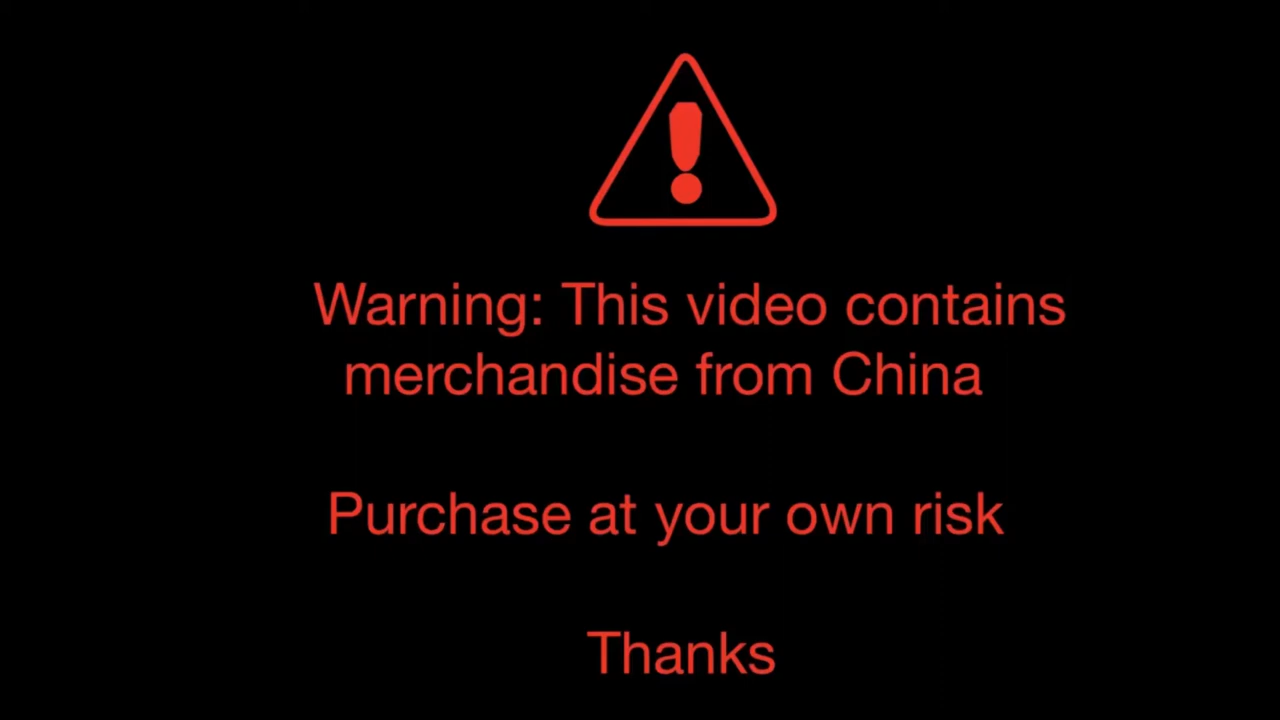 Warning: This video contains
merchandise from China
Purchase at your own risk
Thanks